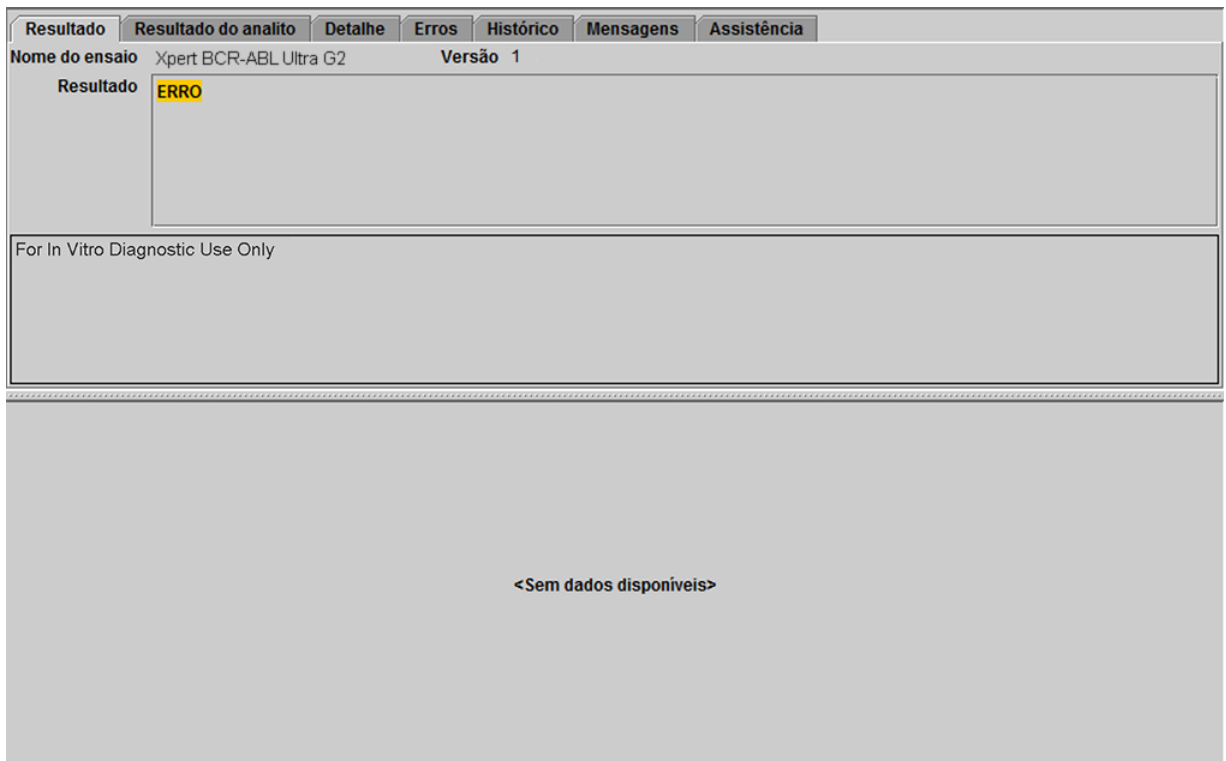 Resultado Resultado do analito Detalhe Erros Histórico Mensagens Assistência
Nome do ensaio Xpert BCR-ABL Ultra G2 Versão 1
Resultado ERRO
For In Vitro Diagnostic Use Only
<Sem dados disponíveis>